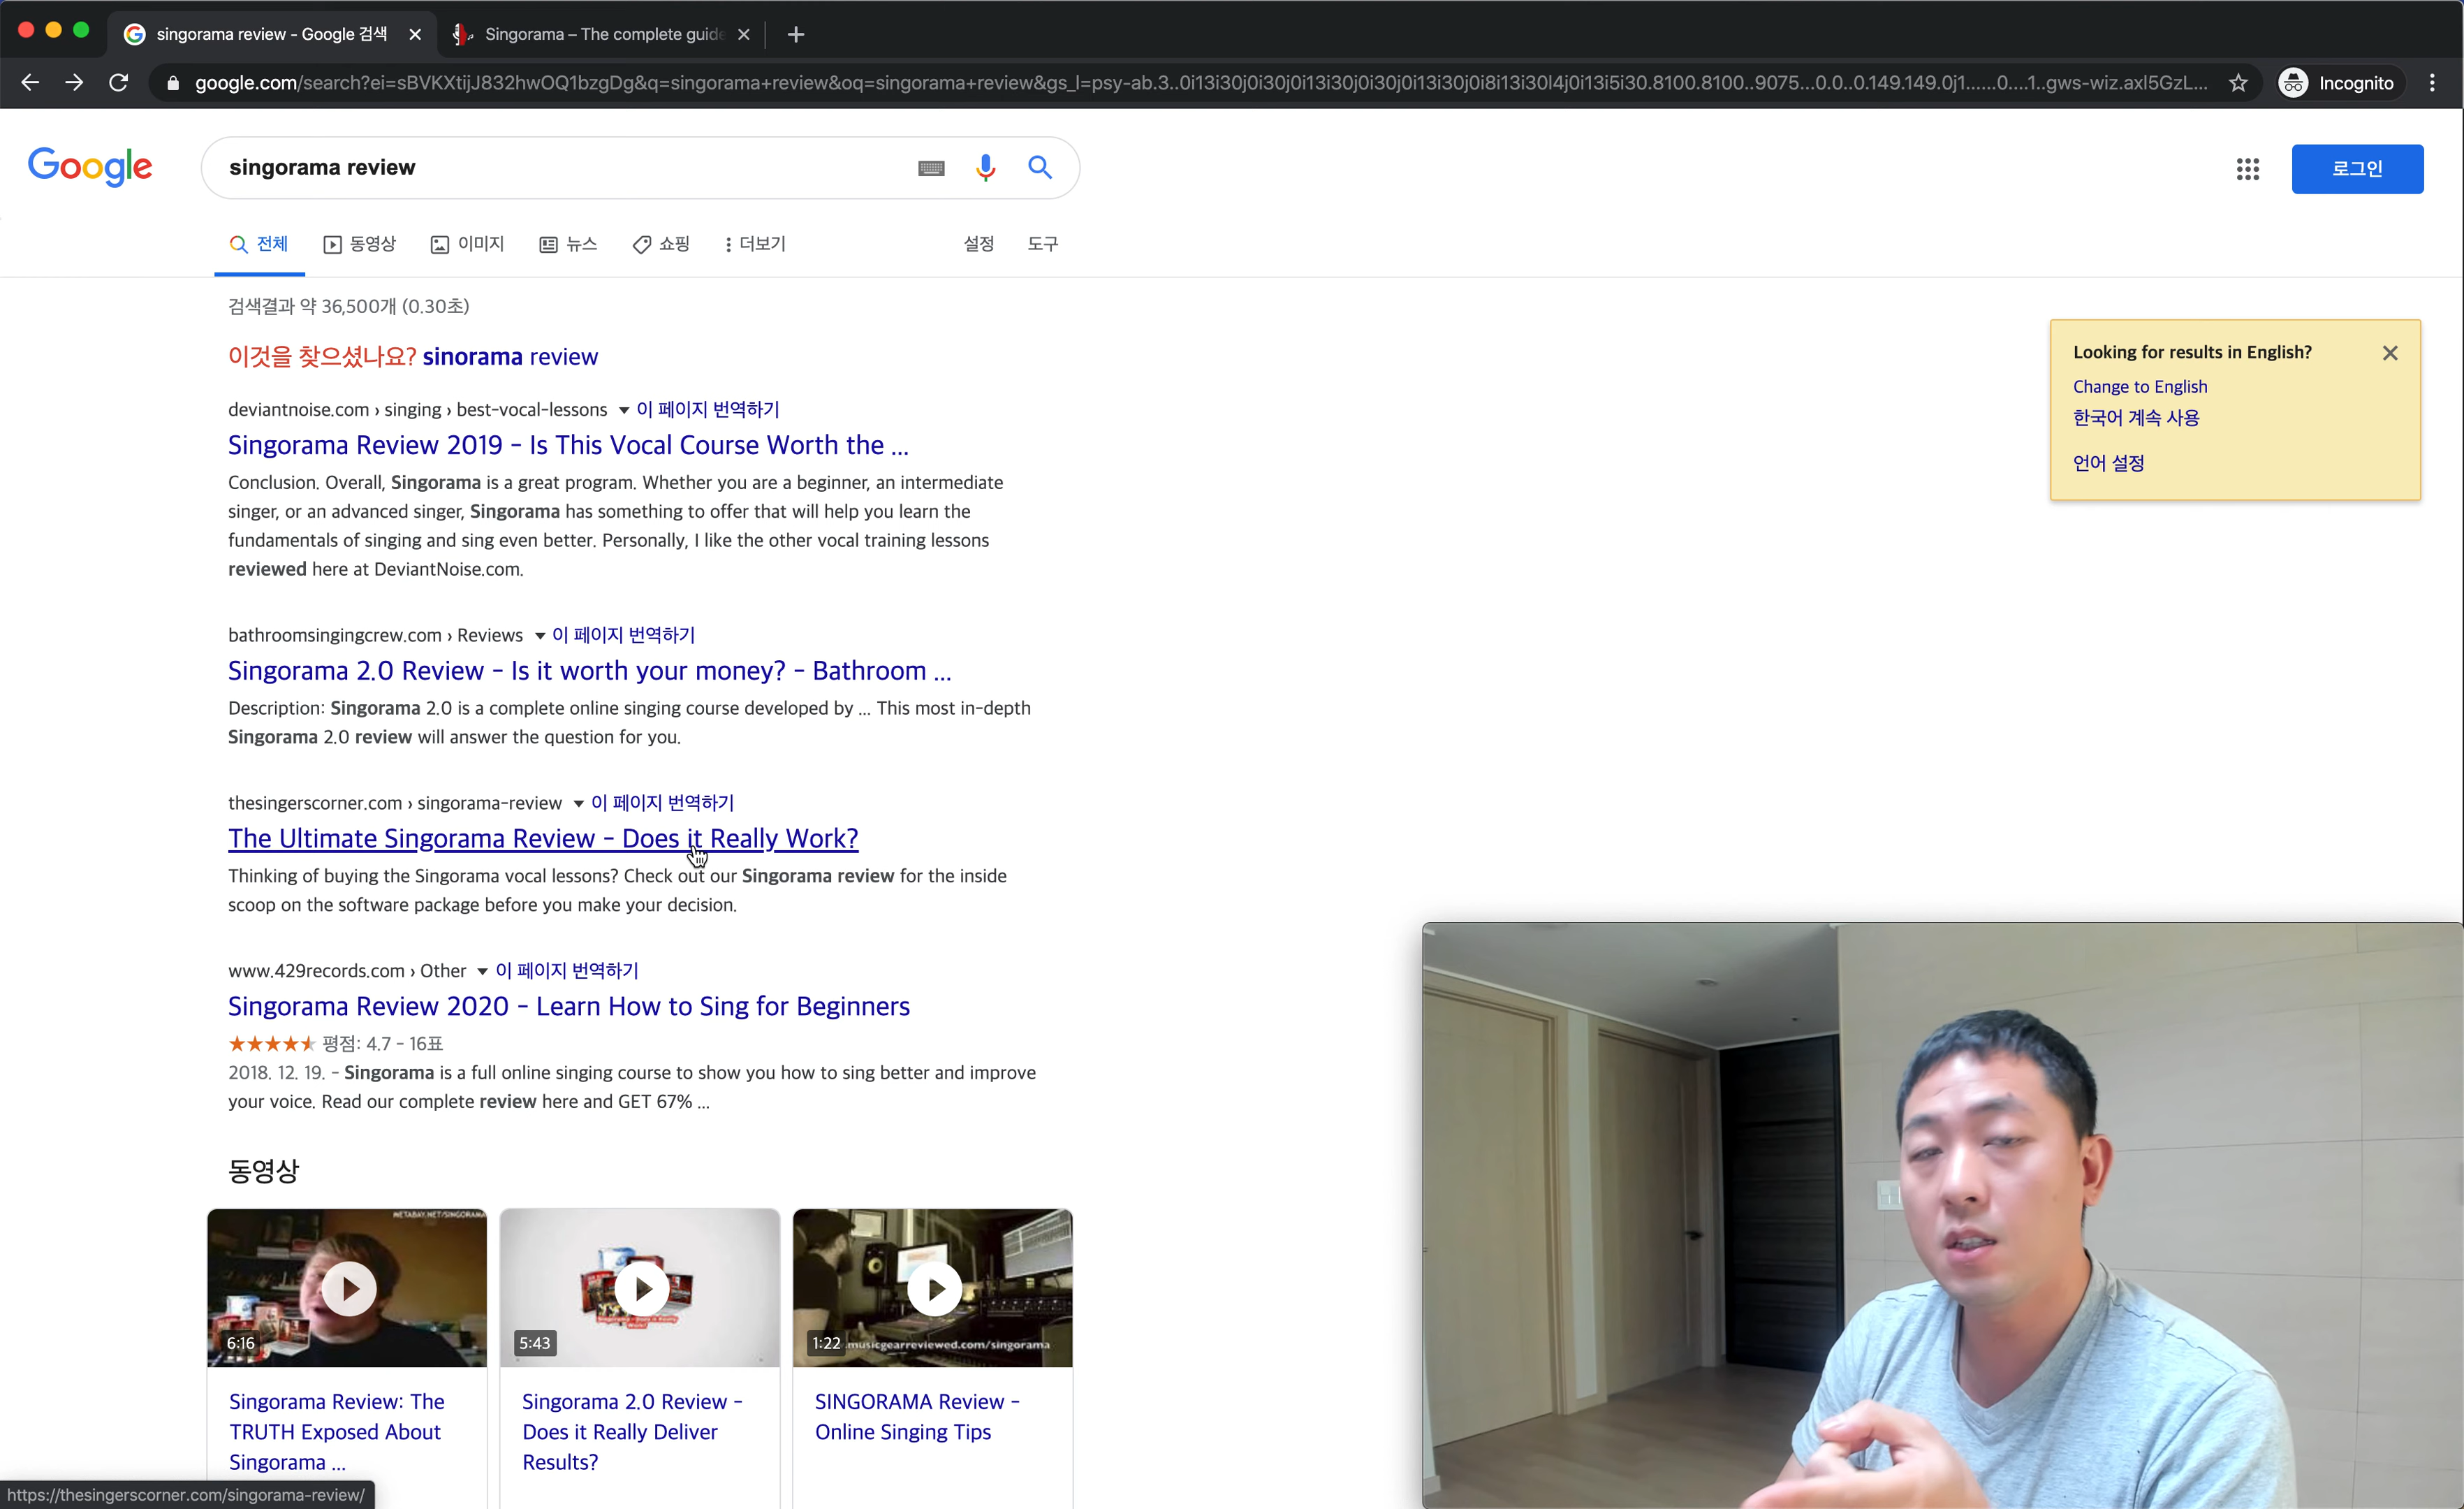 singorama review - Google 검색
Singorama – The complete guide
google.com/search?ei=sBVKXtijJ832hwOQ1bzgDg&q=singorama+review&oq=singorama+review&gs_l=psy-ab.3..0i13i30j0i30j0i13i30j0i30j0i13i30j0i8i13i30l4j0i13i5i30.8100.8100..9075...0.0..0.149.149.0j1......0....1..gws-wiz.axl5GzL...
Incognito
Google
singorama review
로그인
전체 동영상 이미지 뉴스 쇼핑 더보기 설정 도구
검색결과 약 36,500개 (0.30초)
이것을 찾으셨나요? sinorama review
Looking for results in English?
Change to English
한국어 계속 사용
언어 설정
deviantnoise.com › singing › best-vocal-lessons 이 페이지 번역하기
Singorama Review 2019 - Is This Vocal Course Worth the ...
Conclusion. Overall, Singorama is a great program. Whether you are a beginner, an intermediate
singer, or an advanced singer, Singorama has something to offer that will help you learn the
fundamentals of singing and sing even better. Personally, I like the other vocal training lessons
reviewed here at DeviantNoise.com.
bathroomsingingcrew.com › Reviews 이 페이지 번역하기
Singorama 2.0 Review - Is it worth your money? - Bathroom ...
Description: Singorama 2.0 is a complete online singing course developed by ... This most in-depth
Singorama 2.0 review will answer the question for you.
thesingerscorner.com › singorama-review 이 페이지 번역하기
The Ultimate Singorama Review - Does it Really Work?
Thinking of buying the Singorama vocal lessons? Check out our Singorama review for the inside
scoop on the software package before you make your decision.
www.429records.com › Other 이 페이지 번역하기
Singorama Review 2020 - Learn How to Sing for Beginners
평점: 4.7 - 16표
2018. 12. 19. - Singorama is a full online singing course to show you how to sing better and improve
your voice. Read our complete review here and GET 67% ...
동영상
METABAY.NET/SINGORAMA
6:16
5:43
1:22
musicgearreviewed.com/singorama
Singorama Review: The
TRUTH Exposed About
Singorama ...
Singorama 2.0 Review -
Does it Really Deliver
Results?
SINGORAMA Review -
Online Singing Tips
https://thesingerscorner.com/singorama-review/